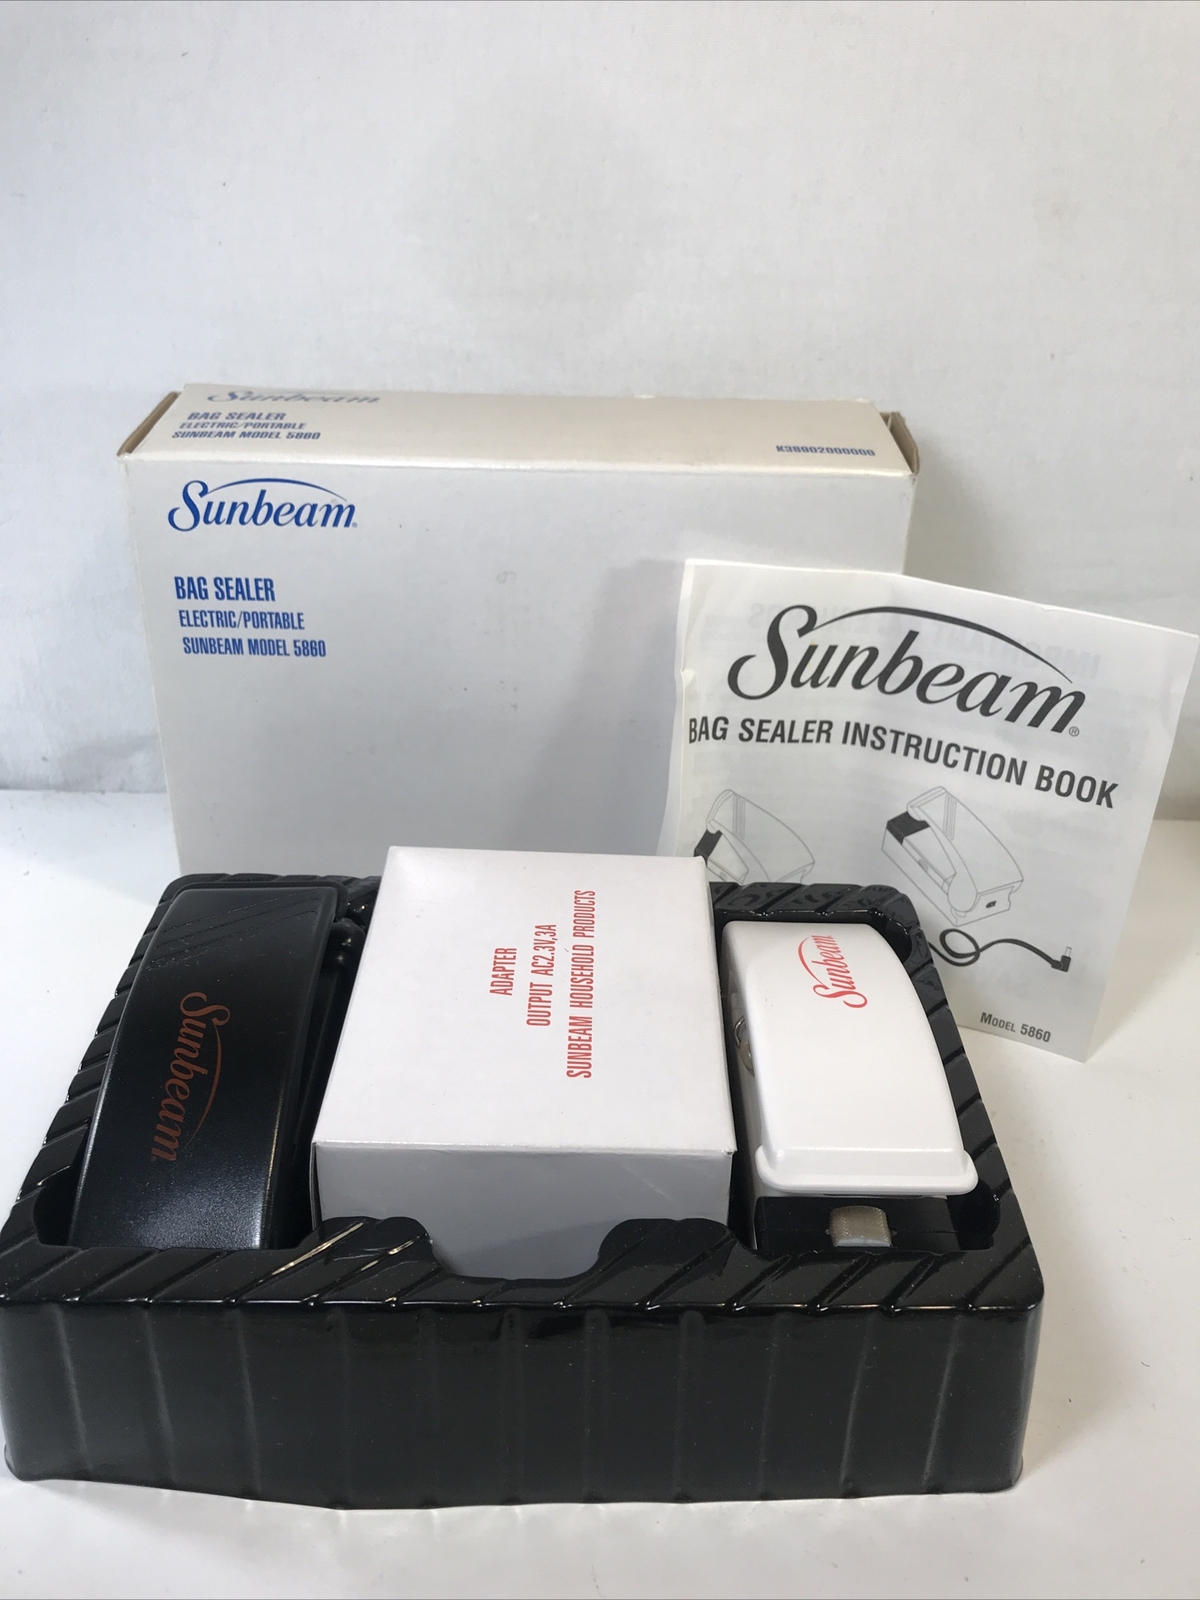 Sunbeam
BAG SEALER
ELECTRIC/PORTABLE
SUNBEAM MODEL 5860
K38902000000
Sunbeam®
BAG SEALER
ELECTRIC/PORTABLE
SUNBEAM MODEL 5860
Sunbeam®
BAG SEALER INSTRUCTION BOOK
MODEL 5860
ADAPTER
OUTPUT AC2.3V,3A
SUNBEAM HOUSEHOLD PRODUCTS
Sunbeam
Sunbeam